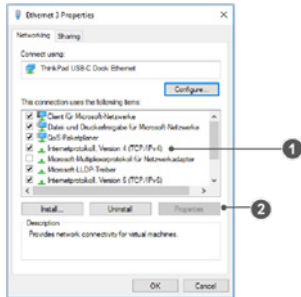 Ethernet 3 Properties
Networking Sharing
Connect using:
ThinkPad USB-C Dock Ethernet
Configure...
This connection uses the following items:
Client für Microsoft-Netzwerke
Datei- und Druckerfreigabe für Microsoft-Netzwerke
QoS-Paketplaner
Internetprotokoll, Version 4 (TCP/IPv4)
1
Microsoft-Multiplexorprotokoll für Netzwerkadapter
Microsoft-LLDP-Treiber
Internetprotokoll, Version 6 (TCP/IPv6)
Install... Uninstall Properties
2
Description
Provides network connectivity for virtual machines.
OK Cancel